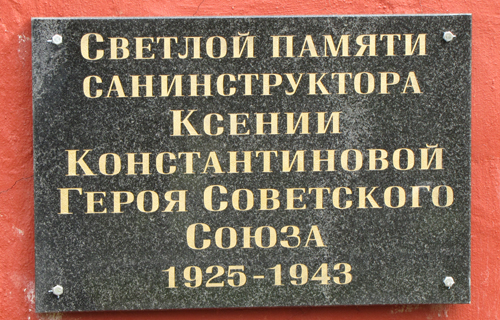 Светлой памяти
санинструктора
Ксении
Константиновой
Героя Советского
Союза
1925-1943